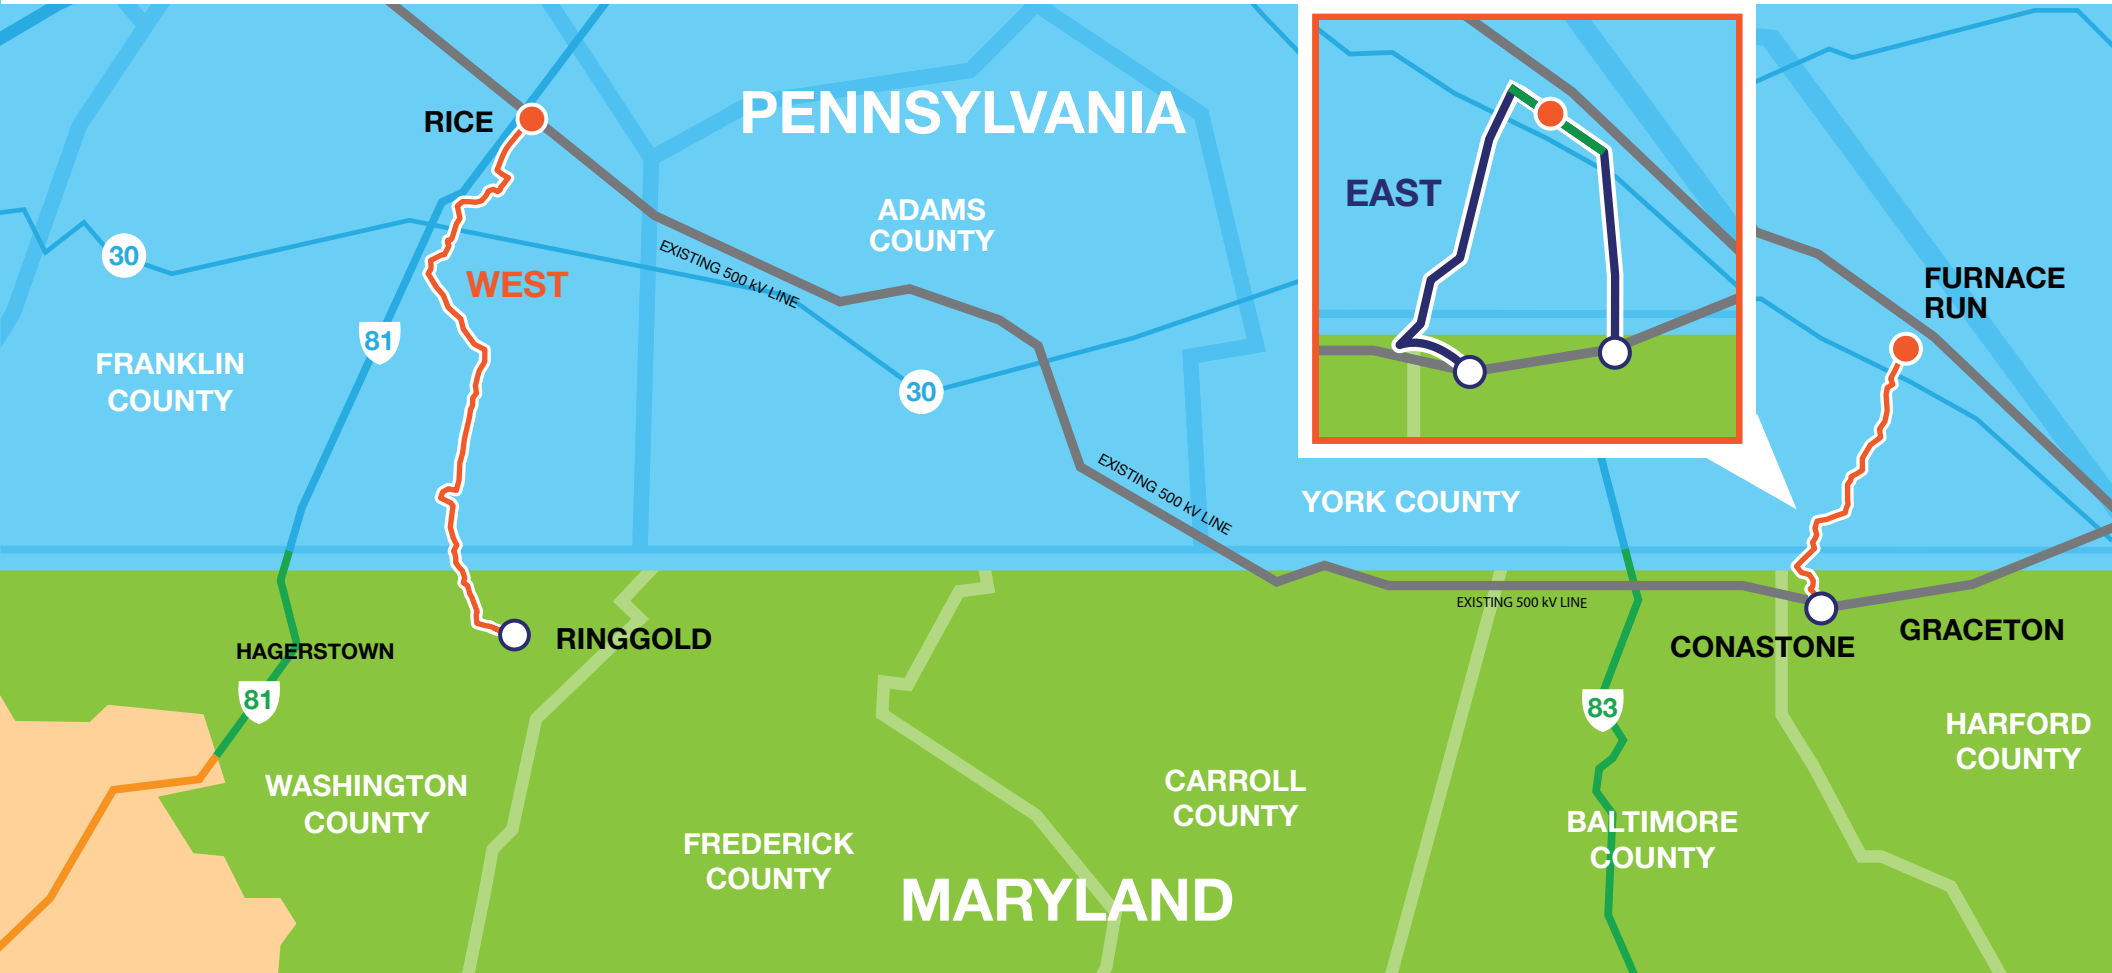 RICE
PENNSYLVANIA
ADAMS
COUNTY
30
WEST
EXISTING 500 kV LINE
EAST
FURNACE
RUN
81
FRANKLIN
COUNTY
30
EXISTING 500 kV LINE
YORK COUNTY
EXISTING 500 kV LINE
RINGGOLD
HAGERSTOWN
CONASTONE
GRACETON
81
83
HARFORD
COUNTY
WASHINGTON
COUNTY
CARROLL
COUNTY
BALTIMORE
COUNTY
FREDERICK
COUNTY
MARYLAND